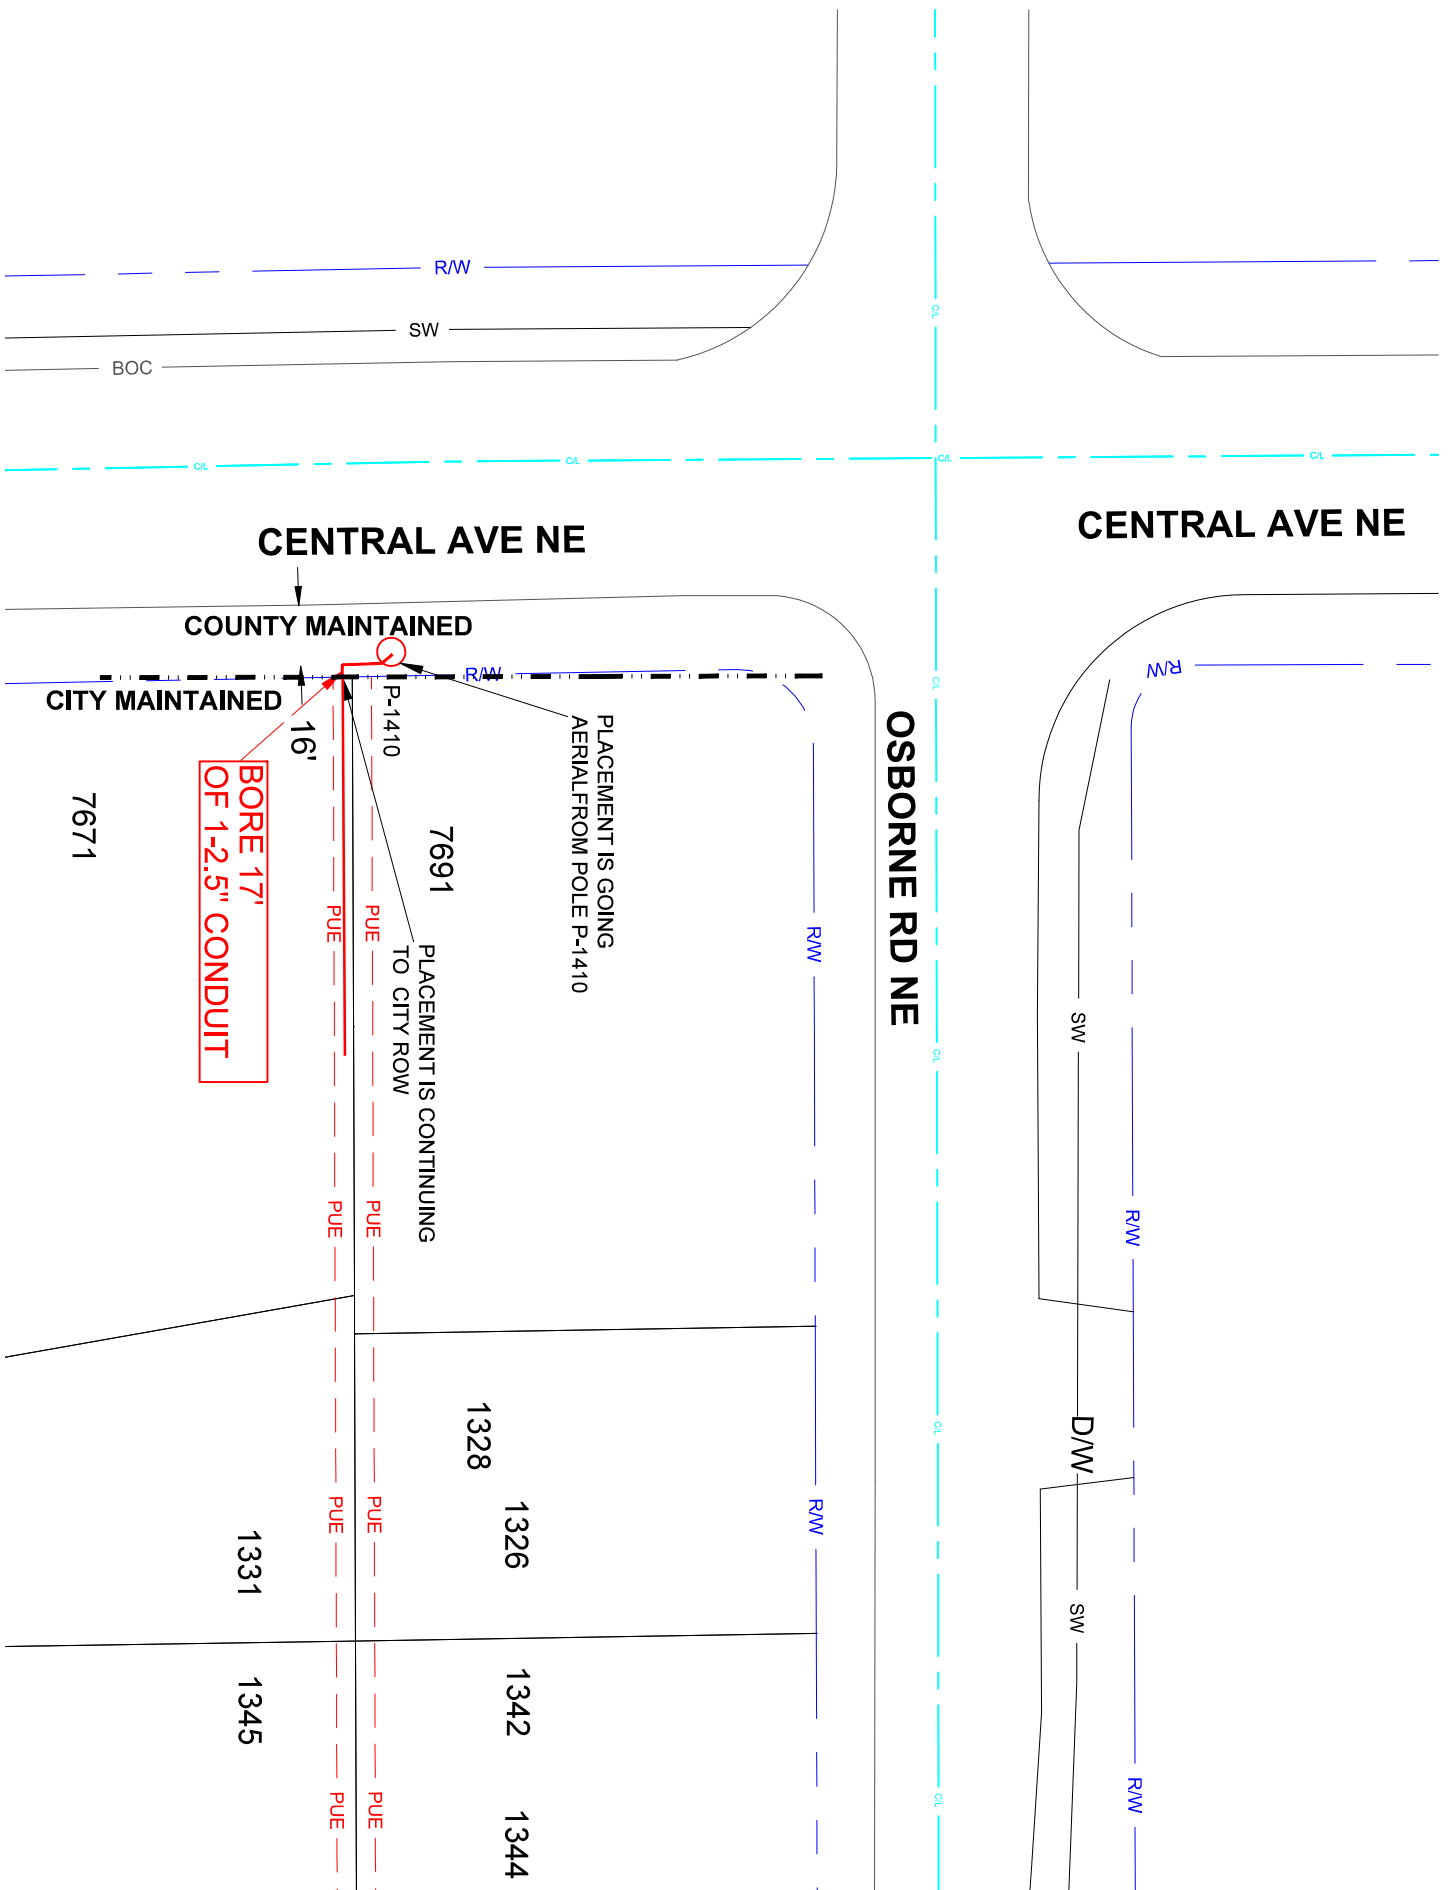 R/W
SW
BOC
C/L
C/L
C/L
C/L
C/L
CENTRAL AVE NE
CENTRAL AVE NE
COUNTY MAINTAINED
R/W
R/W
CITY MAINTAINED
P-1410
16'
C/L
PLACEMENT IS GOING
AERIALFROM POLE P-1410
OSBORNE RD NE
BORE 17'
OF 1-2.5" CONDUIT
7671
7691
PUE
PUE
R/W
PLACEMENT IS CONTINUING
TO CITY ROW
SW
C/L
PUE
PUE
R/W
1328
D/W
C/L
PUE
PUE
1326
R/W
1331
SW
1345
1342
PUE
PUE
1344
C/L
R/W